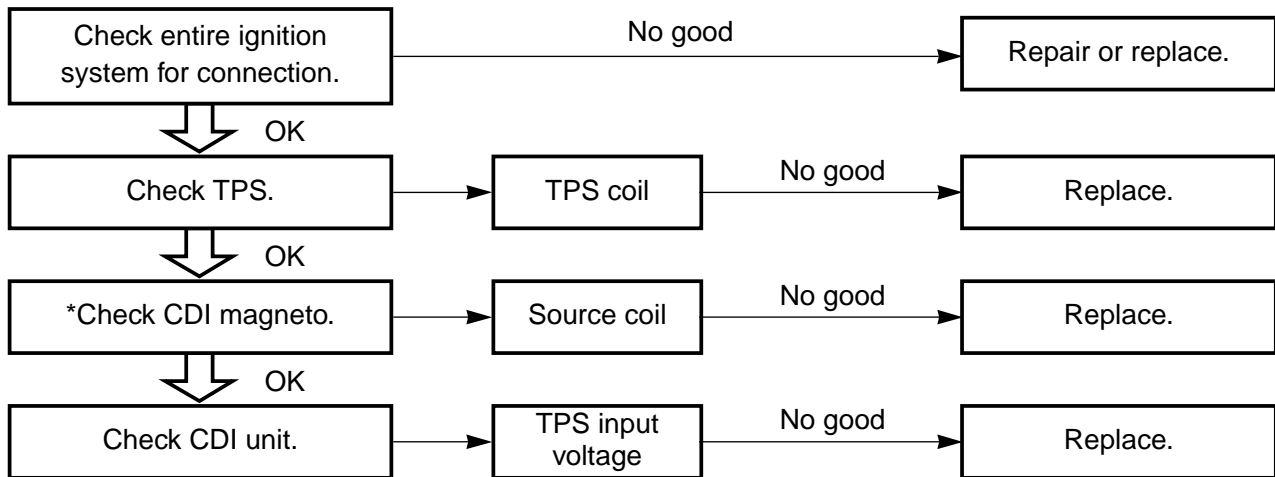 Check entire ignition
system for connection.
No good
Repair or replace.
OK
Check TPS.
TPS coil
No good
Replace.
OK
*Check CDI magneto.
Source coil
No good
Replace.
OK
Check CDI unit.
TPS input
voltage
No good
Replace.